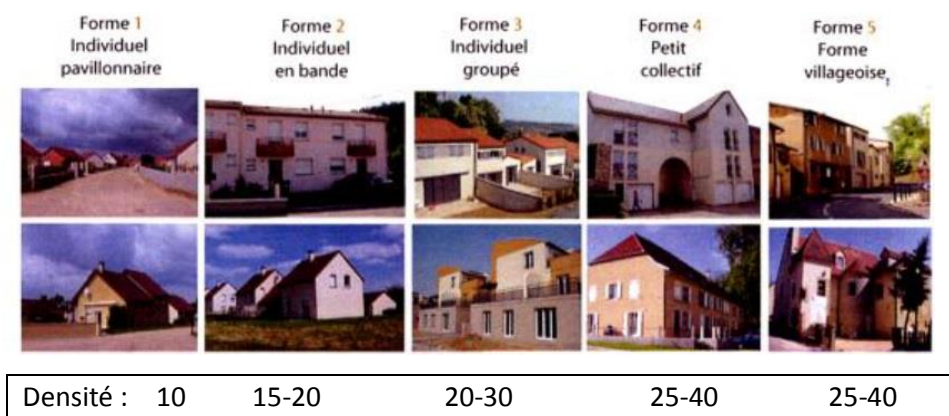 Forme 1
Individuel
pavillonnaire
Forme 2
Individuel
en bande
Forme 3
Individuel
groupé
Forme 4
Petit
collectif
Forme 5
Forme
villageoise,
Densité : 10 15-20 20-30 25-40 25-40